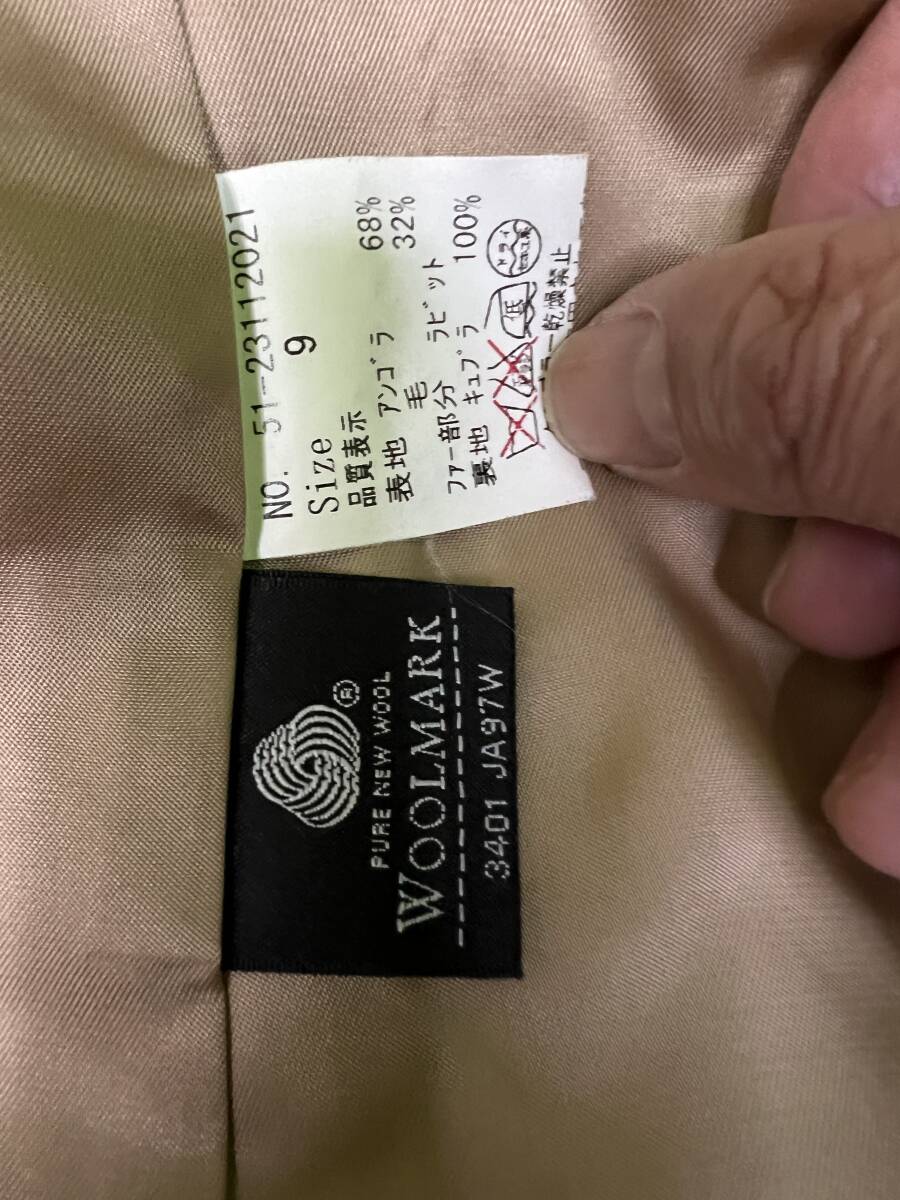 NO. 51-23112021
Size 9
品質表示
表地 アンゴラ 68%
毛 32%
ファー部分 ラビット
裏地 キュプラ 100%
低 ドライ
乾燥禁止
®
PURE NEW WOOL
WOOLMARK
3401 JA97W